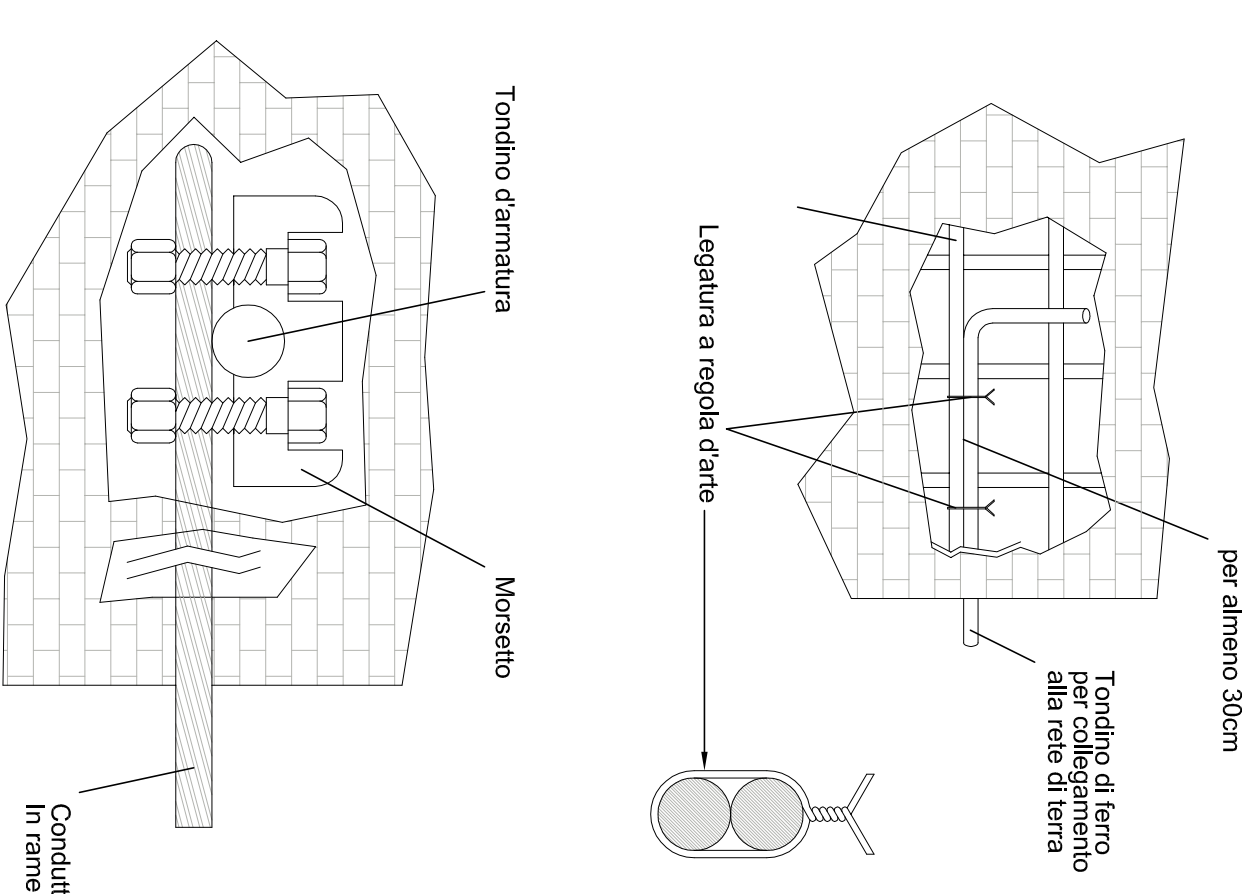 per almeno 30cm
Tondino di ferro
per collegamento
alla rete di terra
Legatura a regola d'arte
Tondino d'armatura
Morsetto
Condutt
In rame